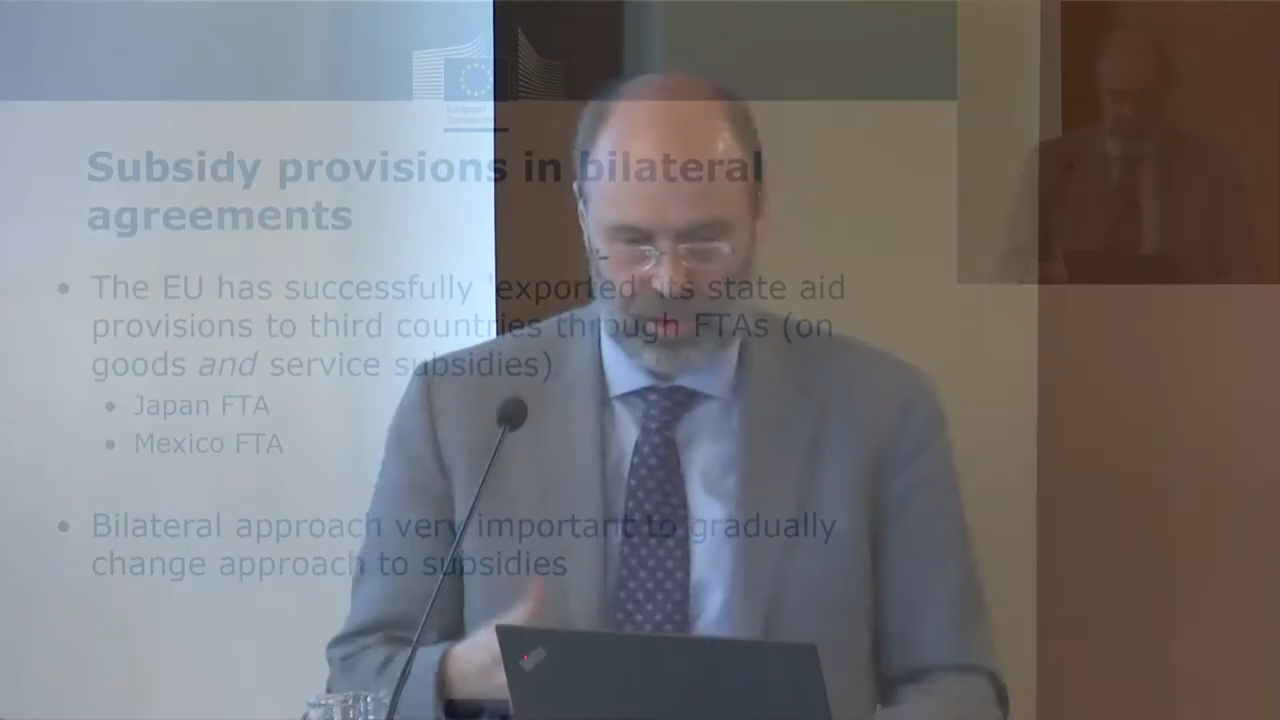 European
Commission
Subsidy provisions in bilateral
agreements
• The EU has successfully 'exported' its state aid
provisions to third countries through FTAs (on
goods and service subsidies)
• Japan FTA
• Mexico FTA
• Bilateral approach very important to gradually
change approach to subsidies